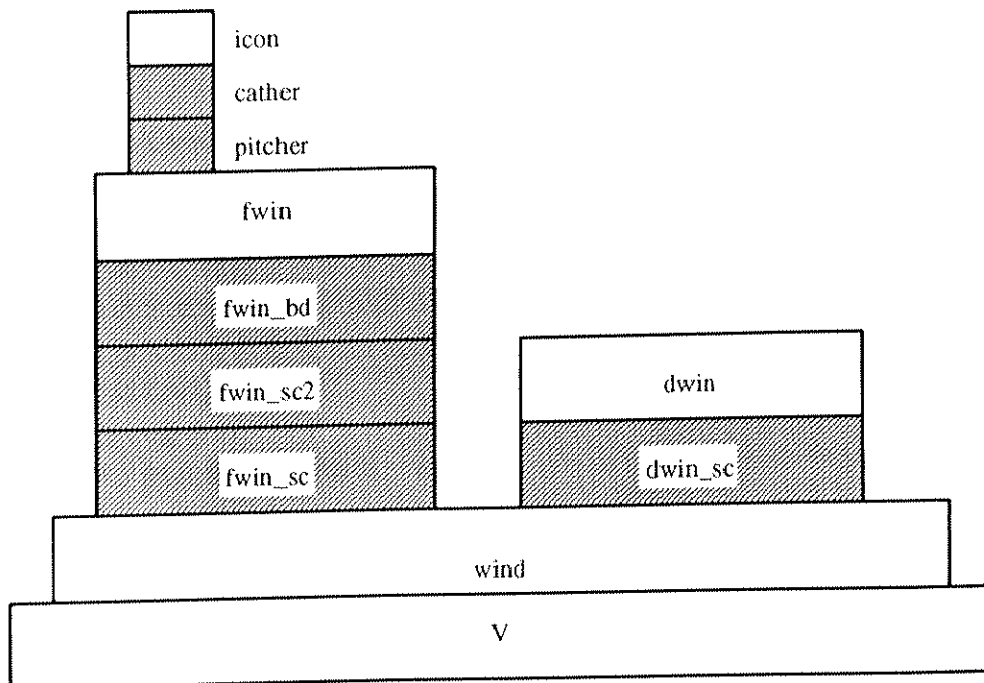 icon
cather
pitcher
fwin
fwin_bd
fwin_sc2
dwin
fwin_sc
dwin_sc
wind
V